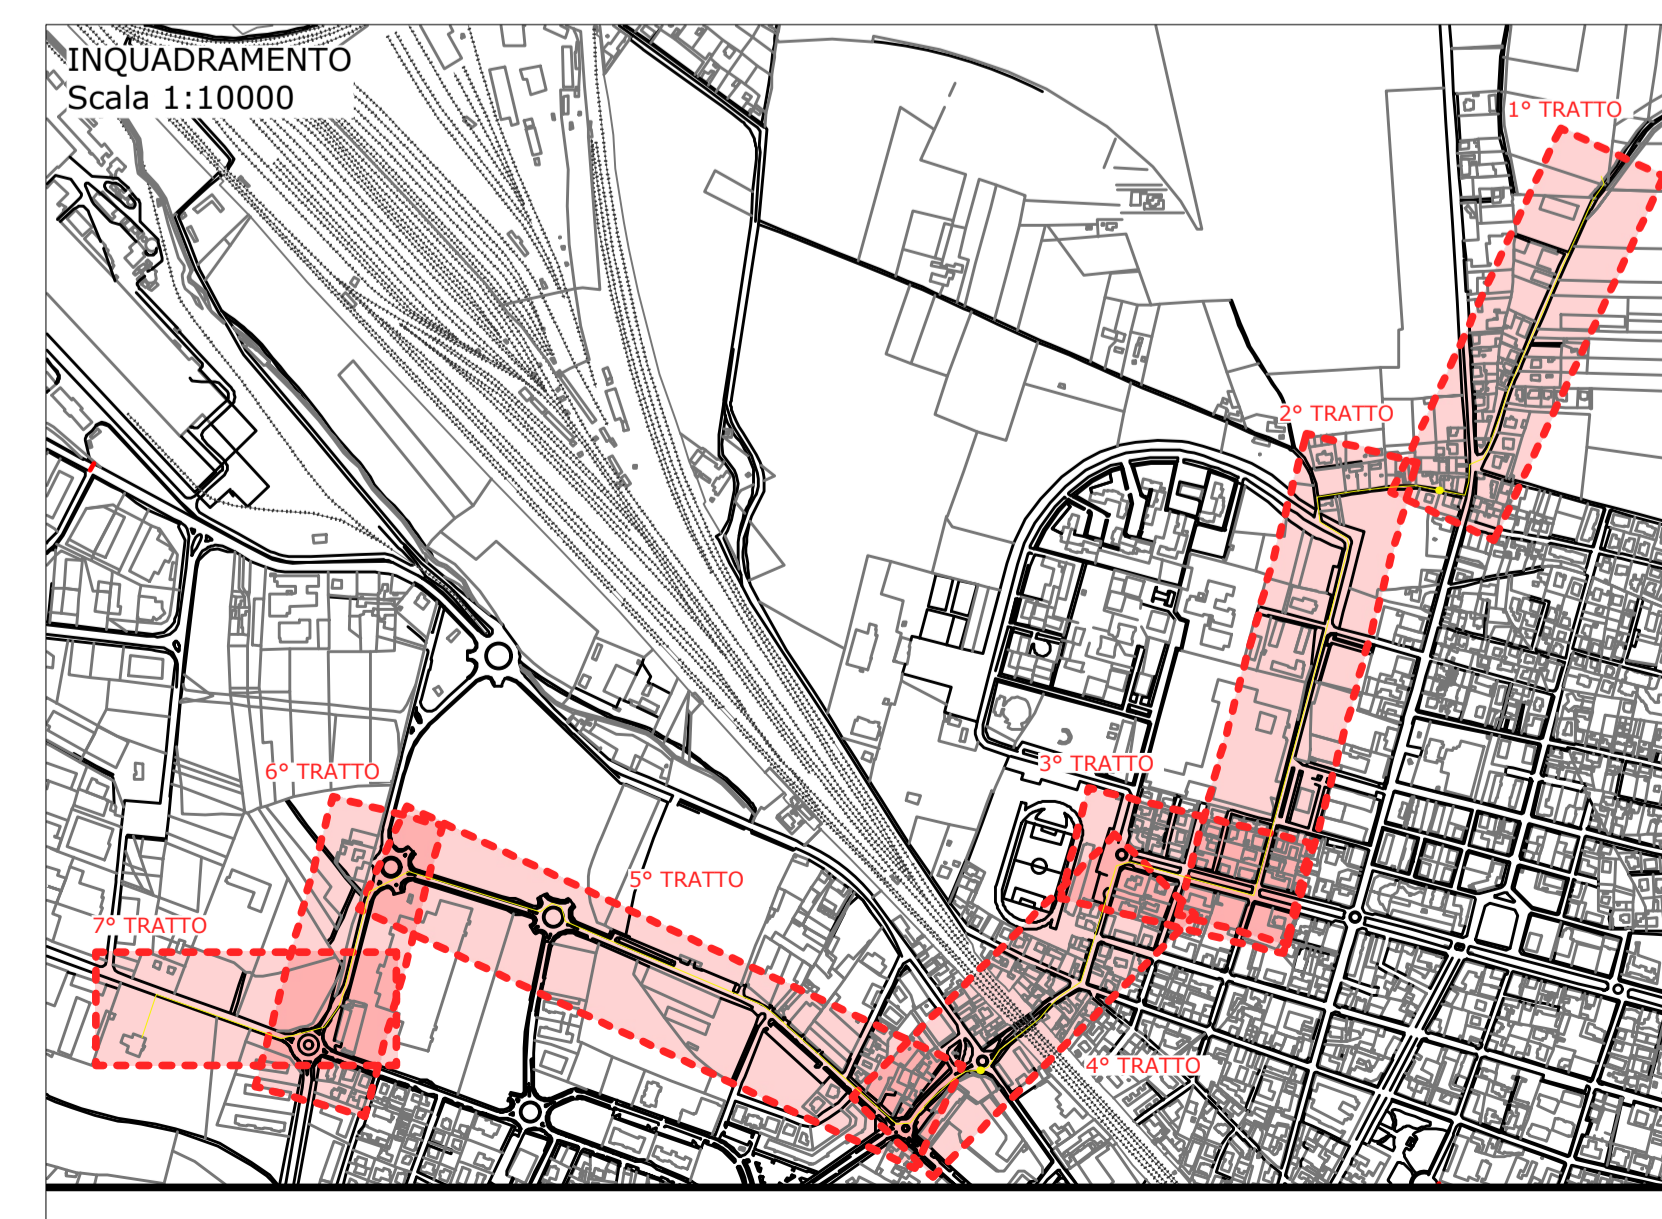 INQUADRAMENTO
Scala 1:10000
1° TRATTO
2° TRATTO
3° TRATTO
6° TRATTO
5° TRATTO
7° TRATTO
4° TRATTO